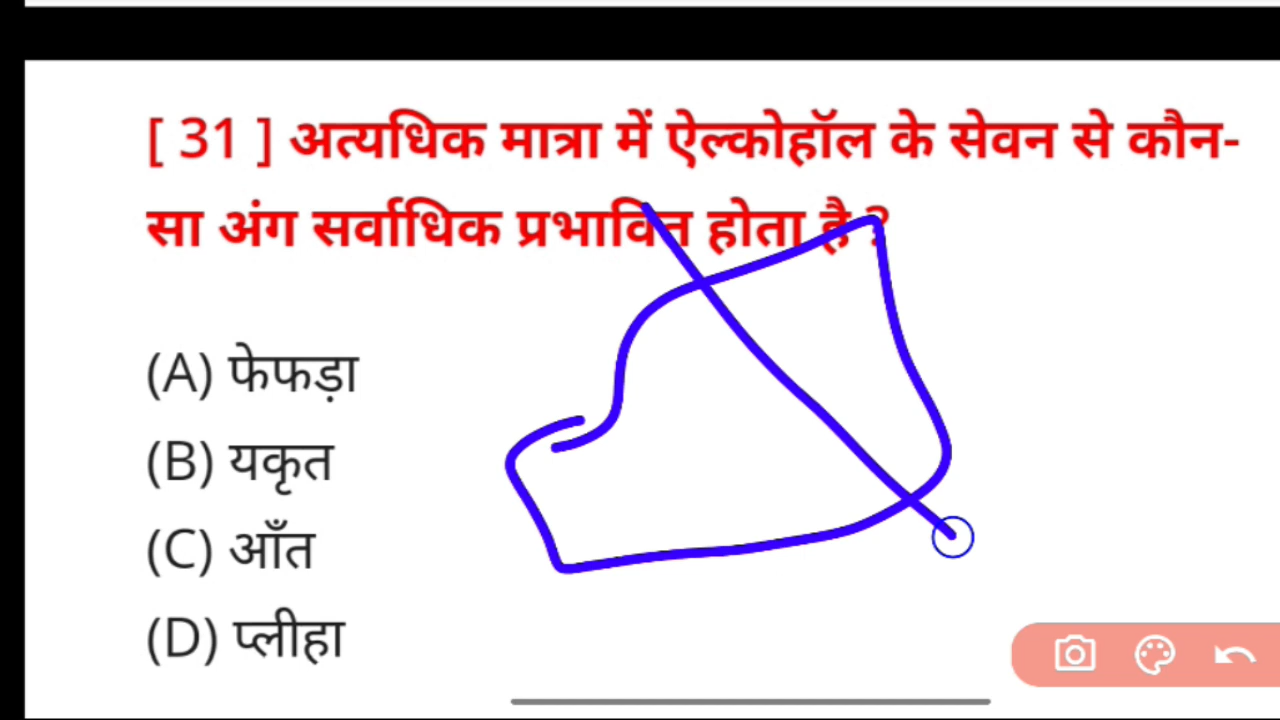 [ 31 ] अत्यधिक मात्रा में ऐल्कोहॉल के सेवन से कौन-
सा अंग सर्वाधिक प्रभावित होता है ?
(A) फेफड़ा
(B) यकृत
(C) आँत
(D) प्लीहा